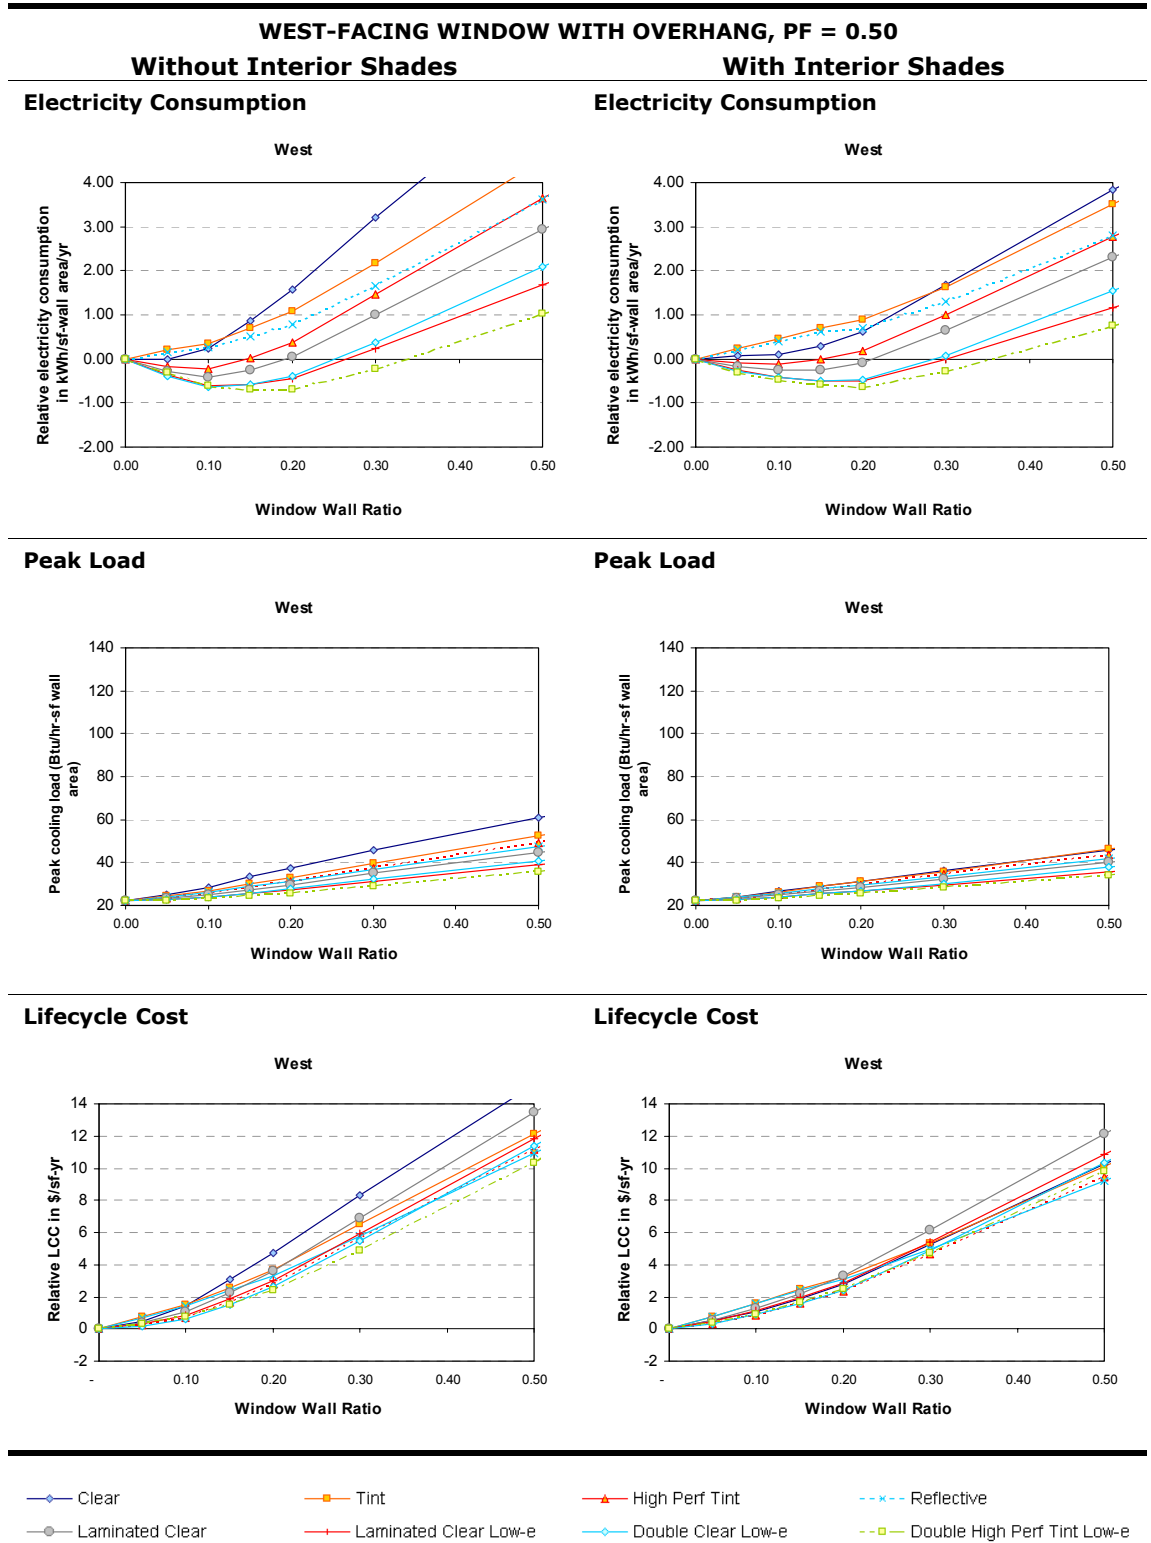 WEST-FACING WINDOW WITH OVERHANG, PF = 0.50
Without Interior Shades
With Interior Shades
Electricity Consumption
Electricity Consumption
West
Relative electricity consumption
in kWh/sf-wall area/yr
4.00
3.00
2.00
1.00
0.00
-1.00
-2.00
0.00 0.10 0.20 0.30 0.40 0.50
Window Wall Ratio
West
Relative electricity consumption
in kWh/sf-wall area/yr
4.00
3.00
2.00
1.00
0.00
-1.00
-2.00
0.00 0.10 0.20 0.30 0.40 0.50
Window Wall Ratio
Peak Load
Peak Load
West
Peak cooling load (Btu/hr-sf wall
area)
140
120
100
80
60
40
20
0.00 0.10 0.20 0.30 0.40 0.50
Window Wall Ratio
West
Peak cooling load (Btu/hr-sf wall
area)
140
120
100
80
60
40
20
0.00 0.10 0.20 0.30 0.40 0.50
Window Wall Ratio
Lifecycle Cost
Lifecycle Cost
West
Relative LCC in $/sf-yr
14
12
10
8
6
4
2
0
-2
- 0.10 0.20 0.30 0.40 0.50
Window Wall Ratio
West
Relative LCC in $/sf-yr
14
12
10
8
6
4
2
0
-2
- 0.10 0.20 0.30 0.40 0.50
Window Wall Ratio
Clear
Tint
High Perf Tint
Reflective
Laminated Clear
Laminated Clear Low-e
Double Clear Low-e
Double High Perf Tint Low-e